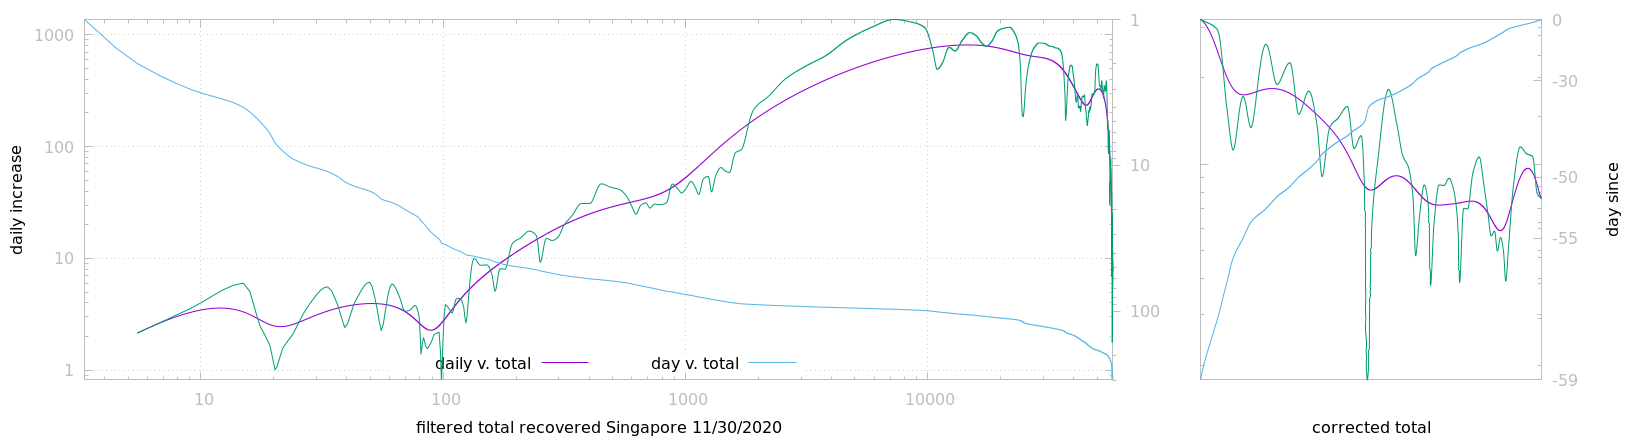 1000
100
10
1
daily increase
10
100
1000
10000
filtered total recovered Singapore 11/30/2020
daily v. total
day v. total
1
10
100
0
-30
-50
-55
-59
day since
corrected total